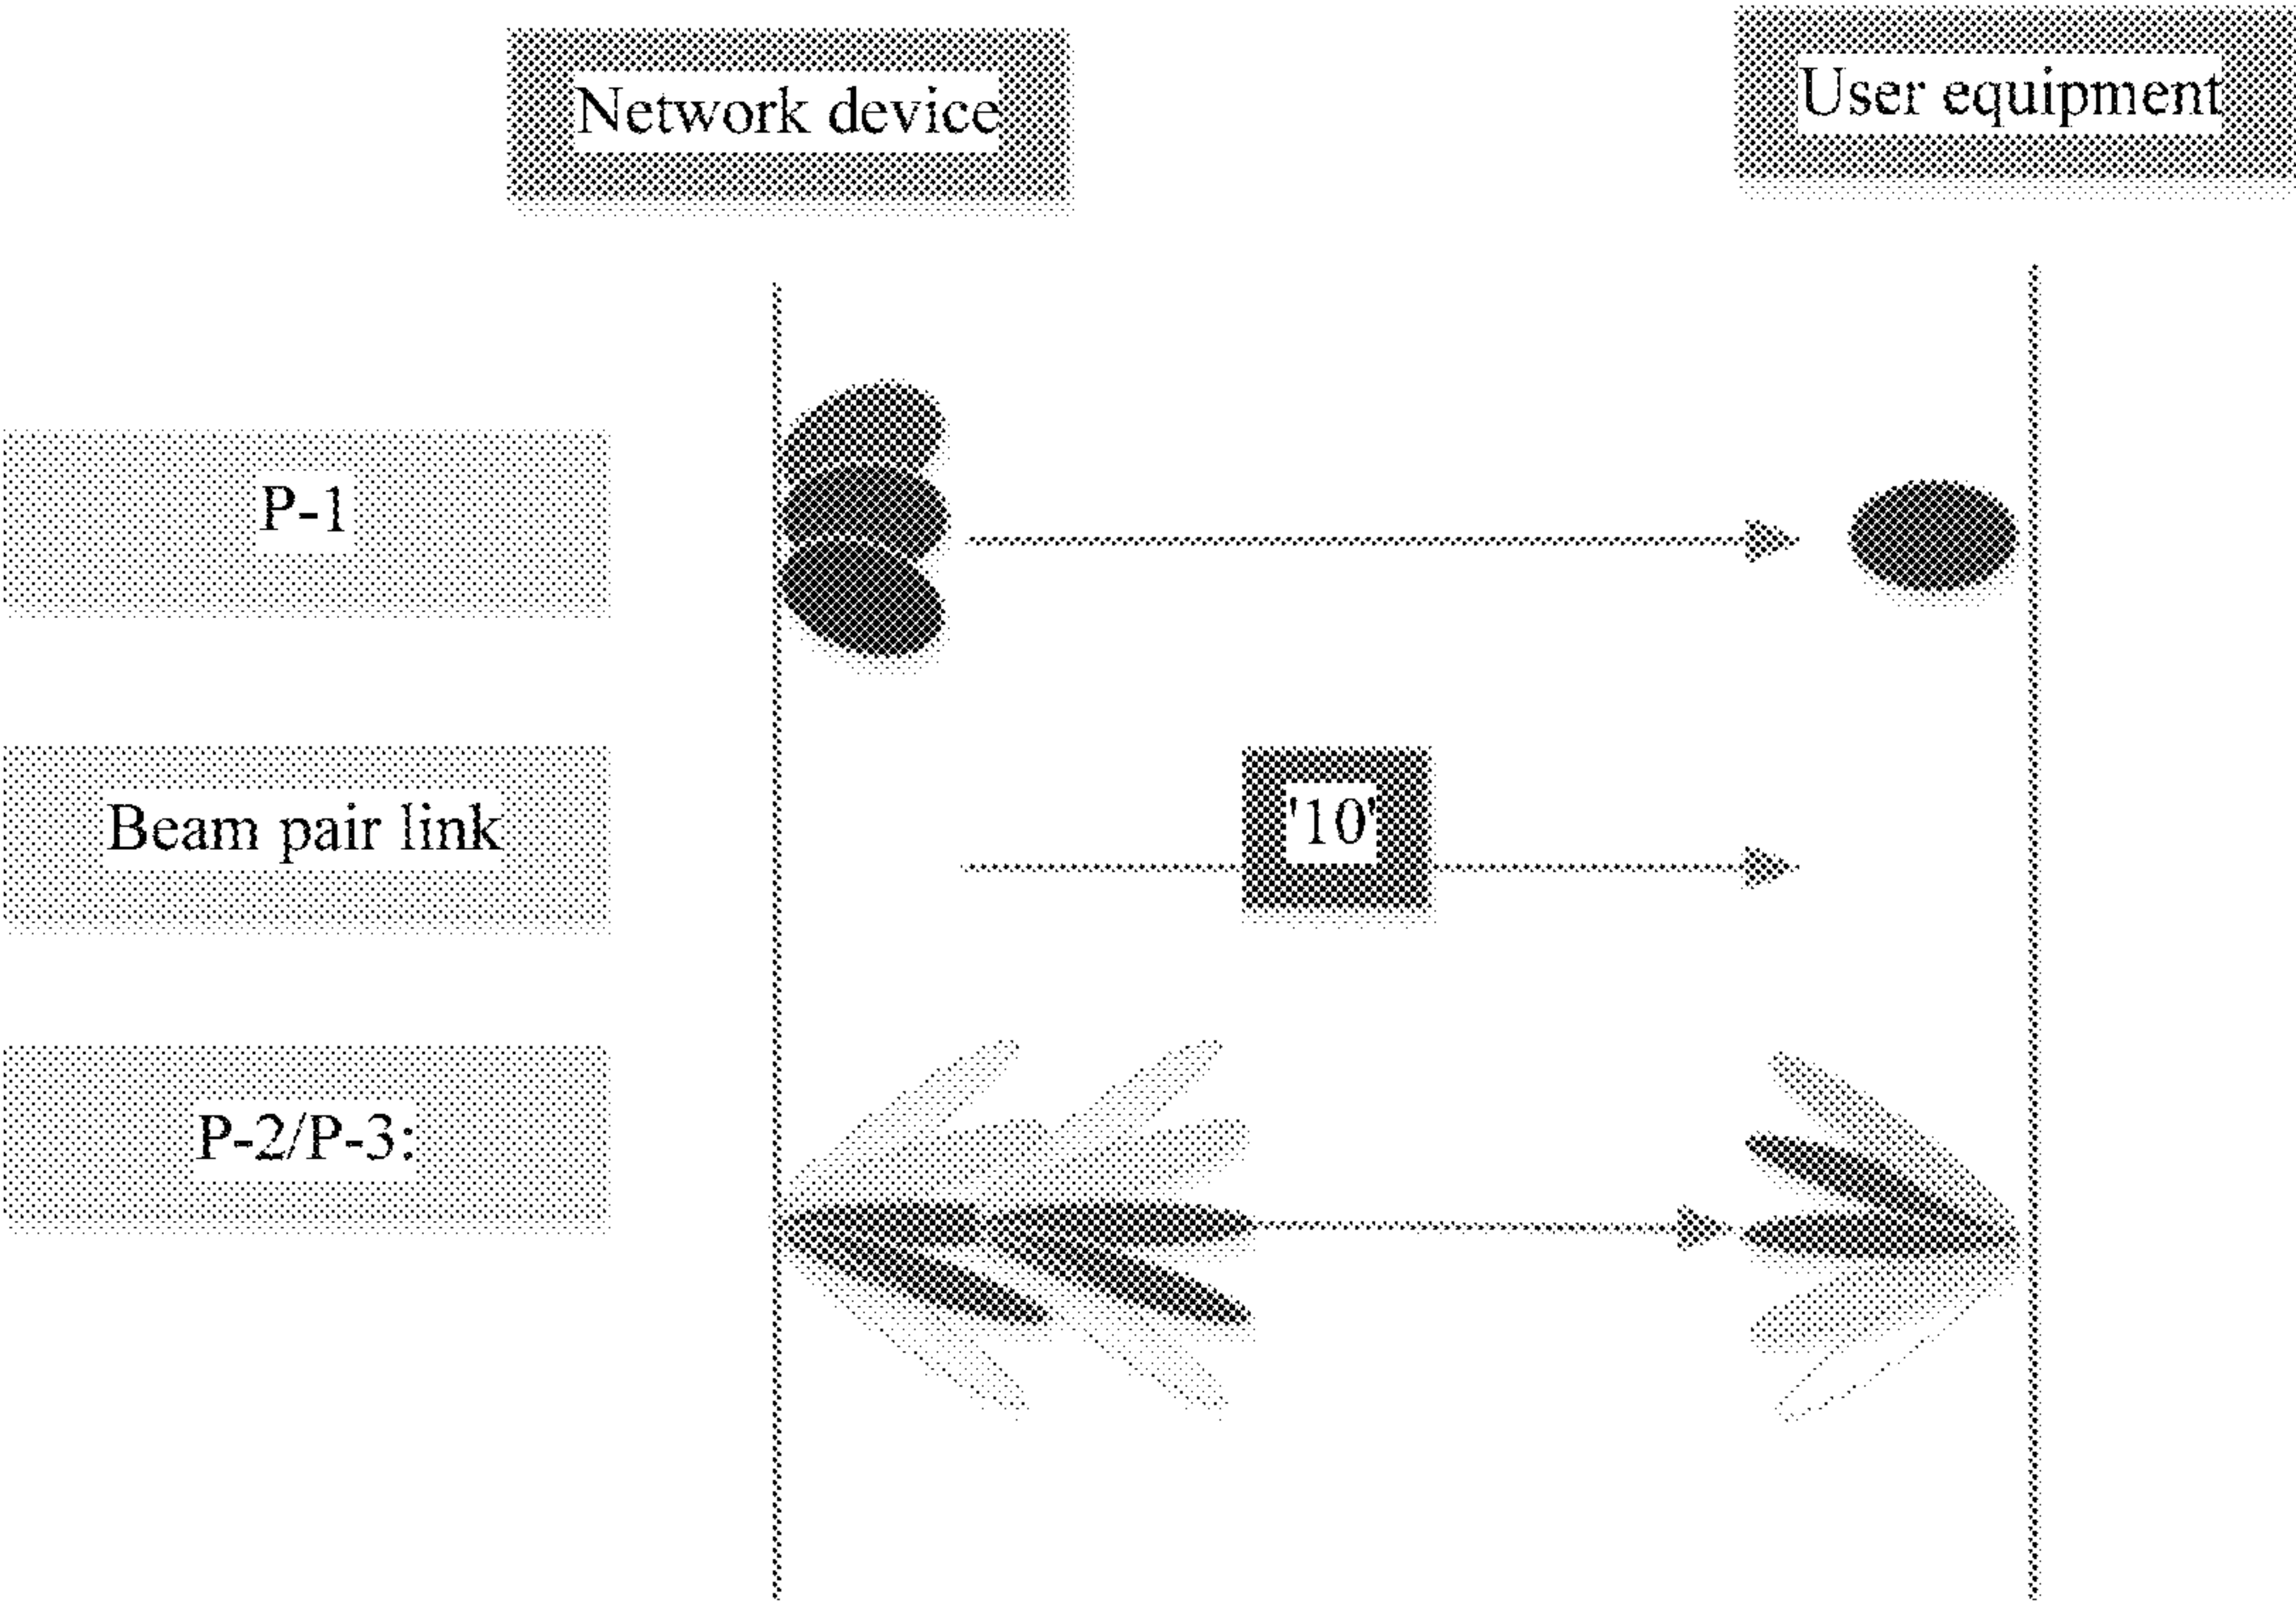 Network device
User equipment
P-1
Beam pair link
'10'
P-2/P-3: